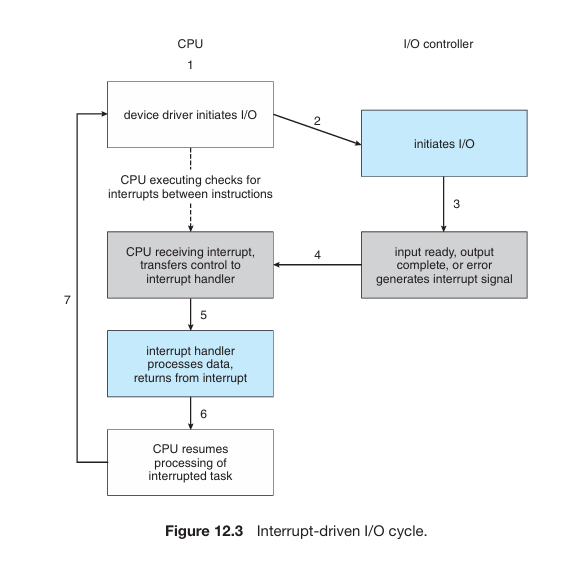 CPU
I/O controller
1
device driver initiates I/O
2
initiates I/O
CPU executing checks for
interrupts between instructions
3
CPU receiving interrupt,
transfers control to
interrupt handler
4
input ready, output
complete, or error
generates interrupt signal
7
5
interrupt handler
processes data,
returns from interrupt
6
CPU resumes
processing of
interrupted task
Figure 12.3 Interrupt-driven I/O cycle.